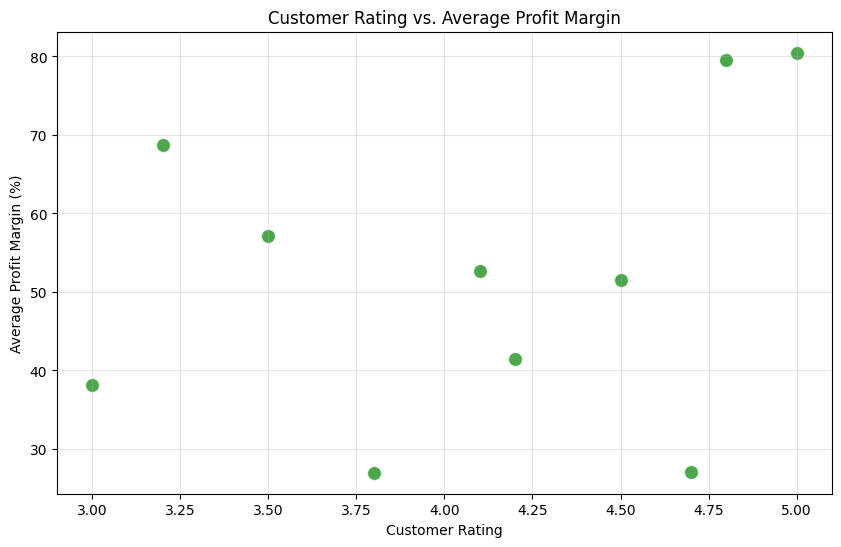 Customer Rating vs. Average Profit Margin
Average Profit Margin (%)
80
70
60
50
40
30
3.00 3.25 3.50 3.75 4.00 4.25 4.50 4.75 5.00
Customer Rating